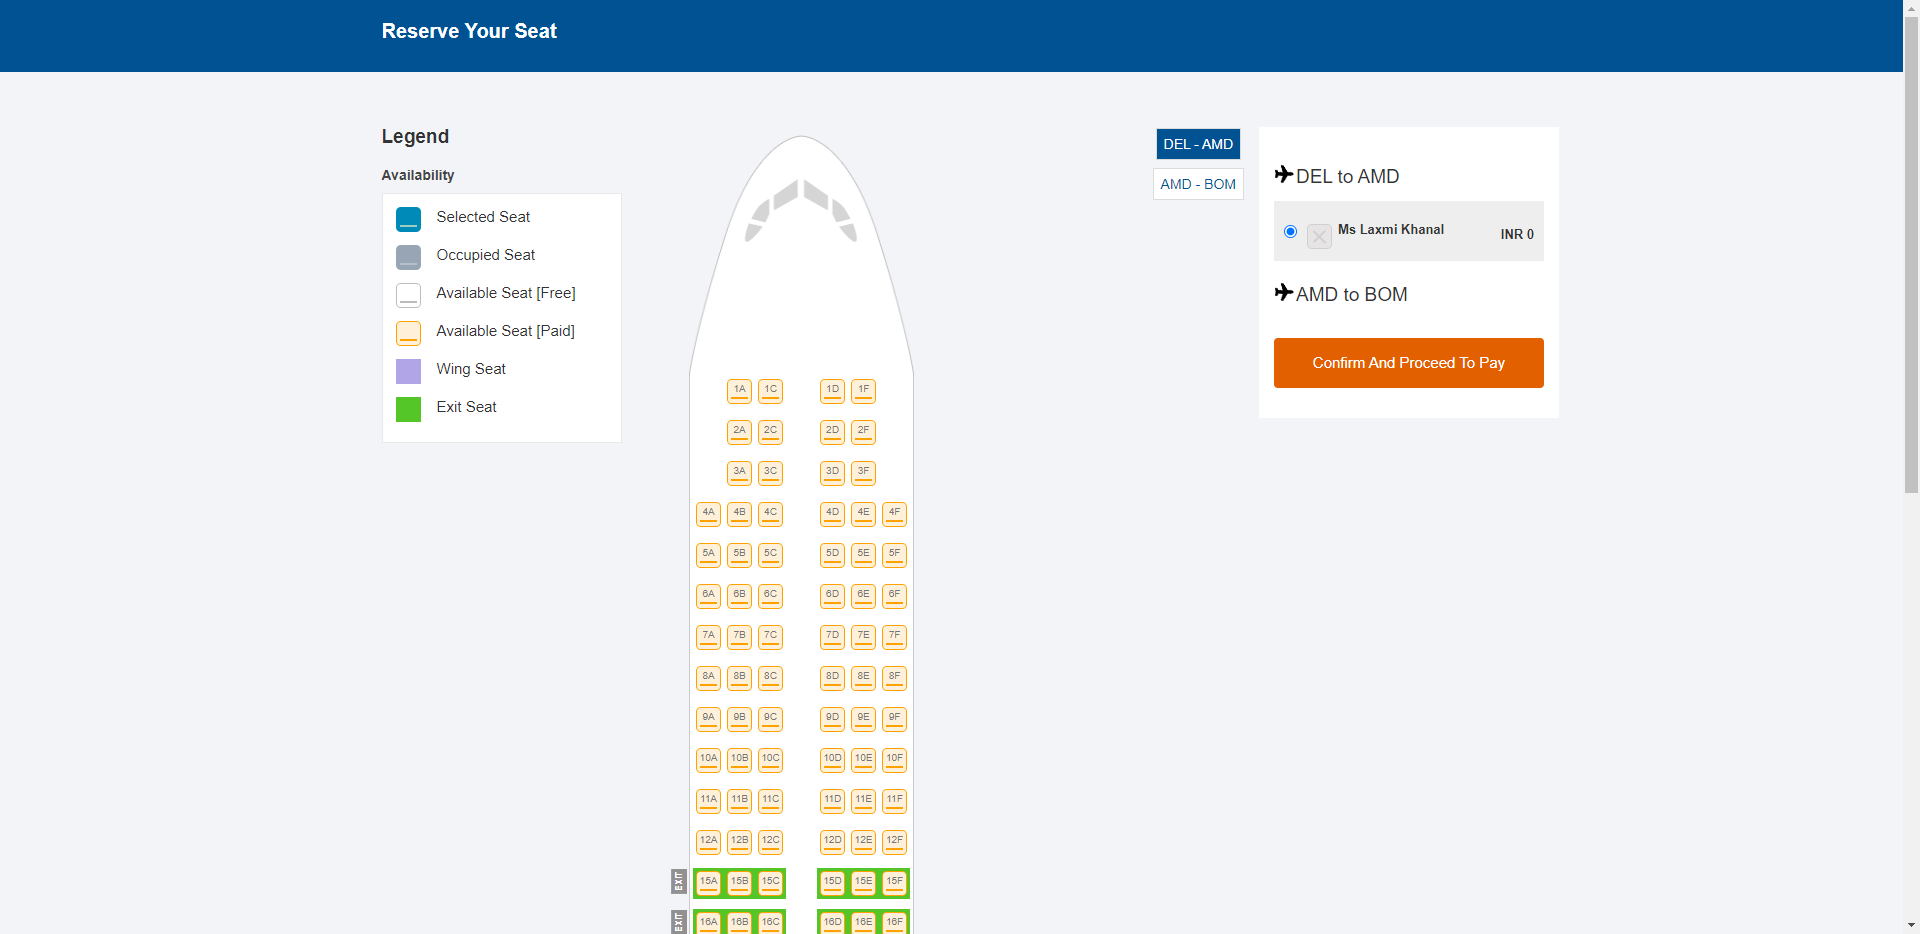 Reserve Your Seat
Legend
Availability
Selected Seat
Occupied Seat
Available Seat [Free]
Available Seat [Paid]
Wing Seat
Exit Seat
1A 1C 1D 1F
2A 2C 2D 2F
3A 3C 3D 3F
4A 4B 4C 4D 4E 4F
5A 5B 5C 5D 5E 5F
6A 6B 6C 6D 6E 6F
7A 7B 7C 7D 7E 7F
8A 8B 8C 8D 8E 8F
9A 9B 9C 9D 9E 9F
10A 10B 10C 10D 10E 10F
11A 11B 11C 11D 11E 11F
12A 12B 12C 12D 12E 12F
EXIT 15A 15B 15C 15D 15E 15F
EXIT 16A 16B 16C 16D 16E 16F
DEL - AMD
AMD - BOM
DEL to AMD
Ms Laxmi Khanal INR 0
AMD to BOM
Confirm And Proceed To Pay